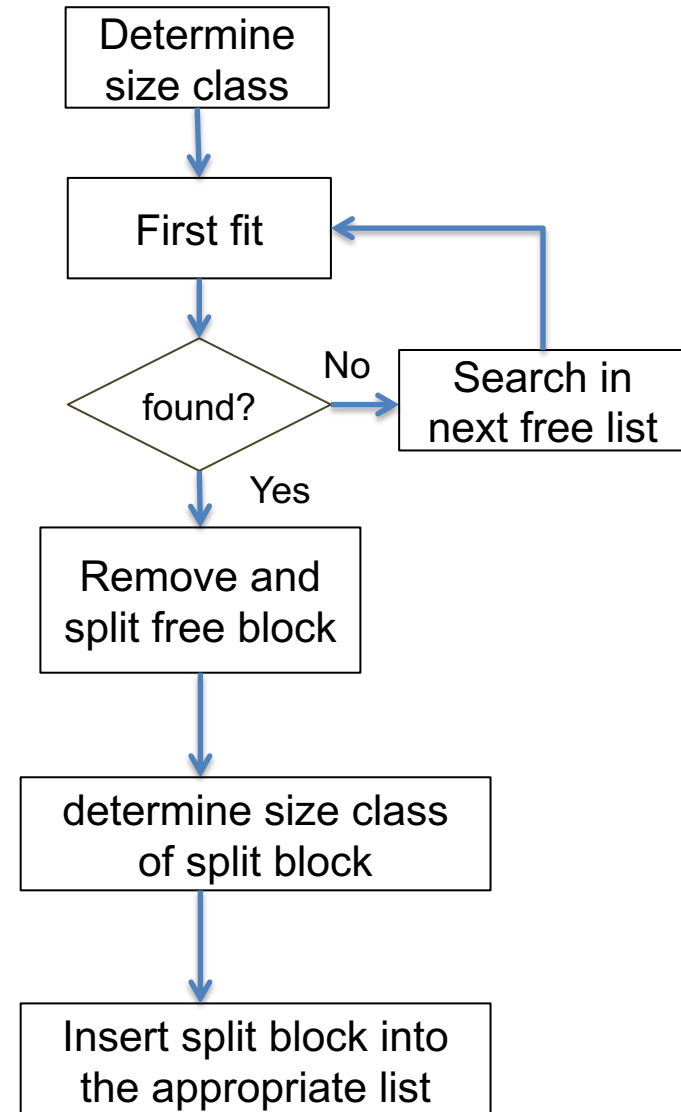 Determine
size class
First fit
found?
No
Search in
next free list
Yes
Remove and
split free block
determine size class
of split block
Insert split block into
the appropriate list